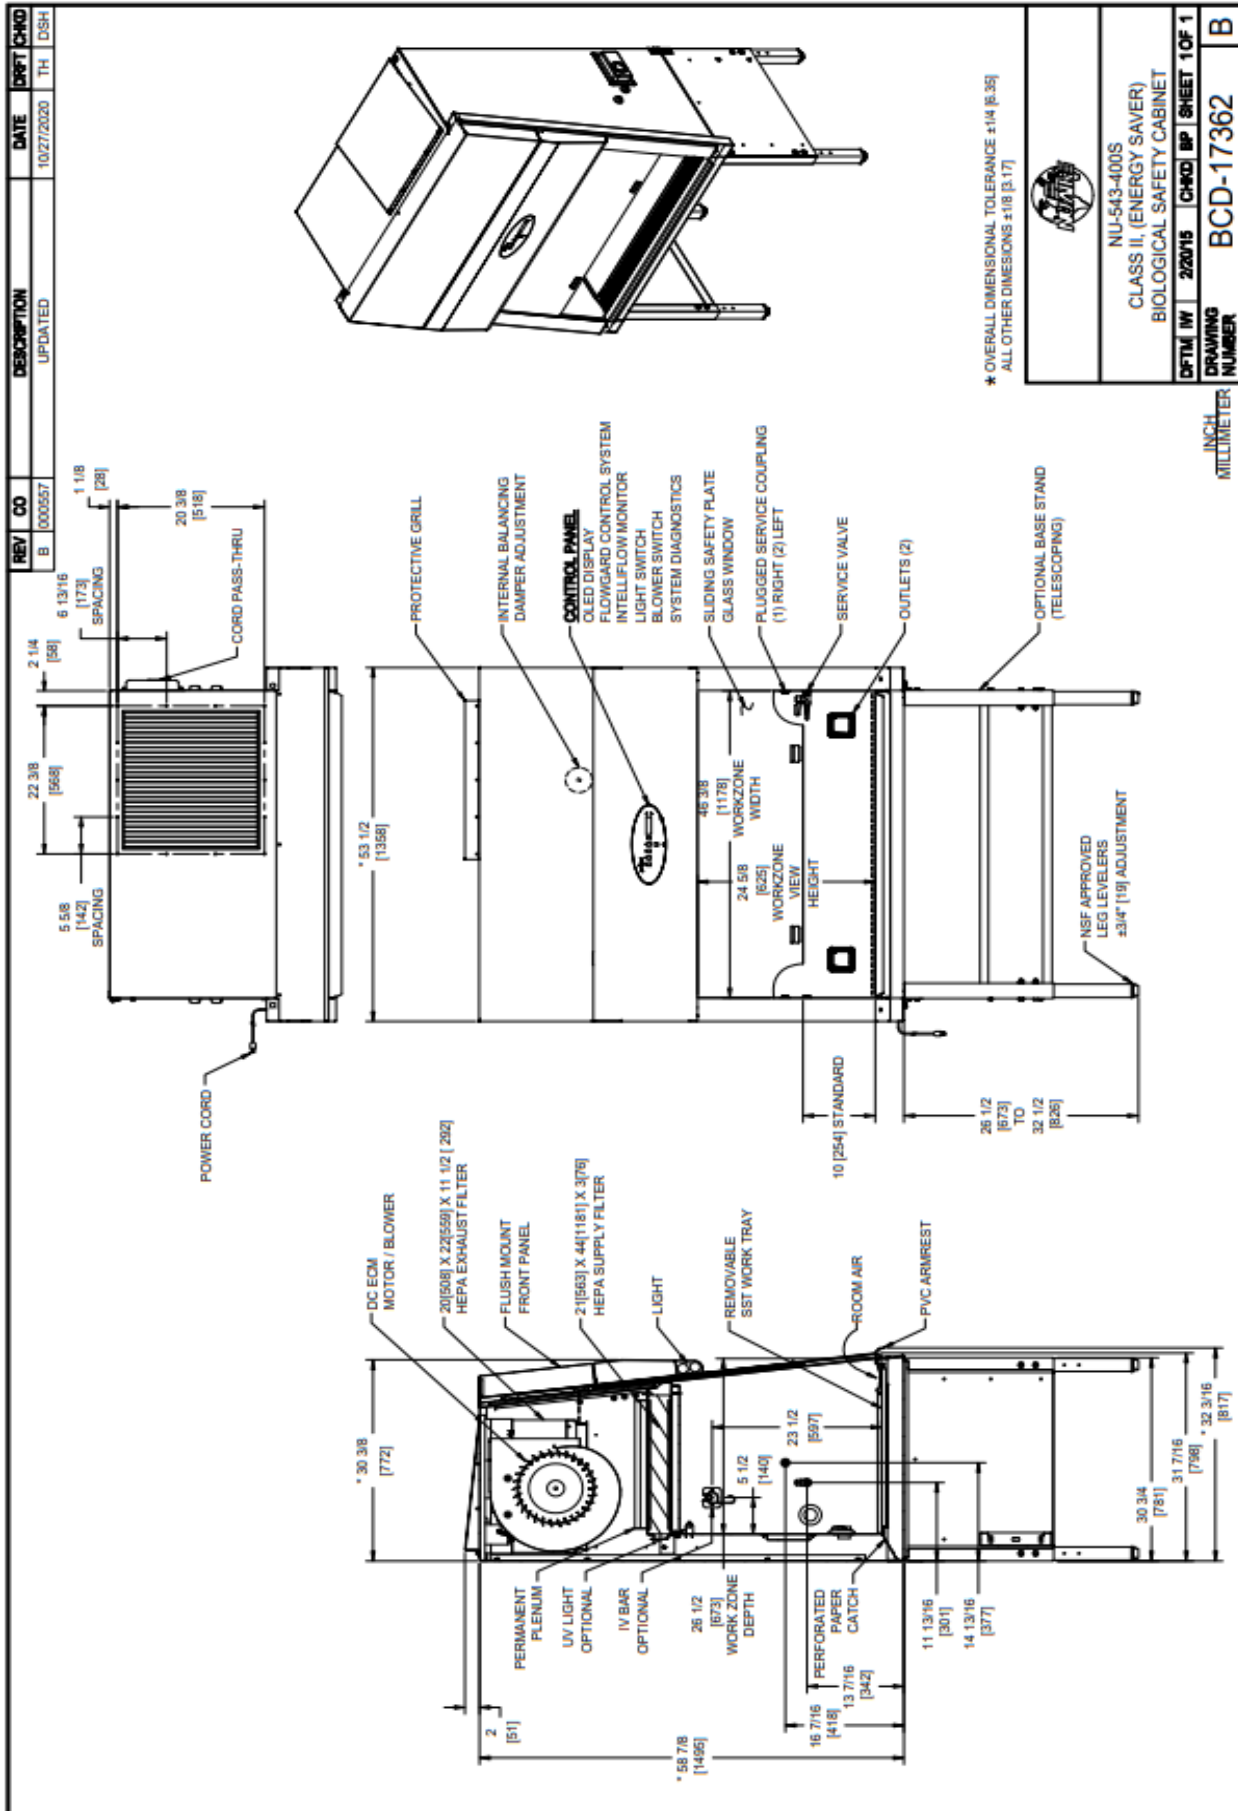 REV CO DESCRIPTION DATE DRFT CHKD
B 000557 UPDATED 10/27/2020 TH DSH
5 5/8
[142]
SPACING
22 3/8
[568]
2 1/4
[58]
6 13/16
[173]
SPACING
1 1/8
[28]
20 3/8
[518]
CORD PASS-THRU
POWER CORD
* 53 1/2
[1358]
PROTECTIVE GRILL
INTERNAL BALANCING
DAMPER ADJUSTMENT
CONTROL PANEL
OLED DISPLAY
FLOWGARD CONTROL SYSTEM
INTELLIFLOW MONITOR
LIGHT SWITCH
BLOWER SWITCH
SYSTEM DIAGNOSTICS
SLIDING SAFETY PLATE
GLASS WINDOW
PLUGGED SERVICE COUPLING
(1) RIGHT (2) LEFT
SERVICE VALVE
OUTLETS (2)
OPTIONAL BASE STAND
(TELESCOPING)
46 3/8
[1178]
WORKZONE
WIDTH
24 5/8
[625]
WORKZONE
VIEW
HEIGHT
NSF APPROVED
LEG LEVELERS
±3/4" [19] ADJUSTMENT
10 [254] STANDARD
26 1/2
[673]
TO
32 1/2
[826]
* 30 3/8
[772]
DC ECM
MOTOR / BLOWER
20[508] X 22[559] X 11 1/2 [ 292]
HEPA EXHAUST FILTER
FLUSH MOUNT
FRONT PANEL
21[563] X 44[1181] X 3[76]
HEPA SUPPLY FILTER
LIGHT
REMOVABLE
SST WORK TRAY
ROOM AIR
PVC ARMREST
2
[51]
PERMANENT
PLENUM
UV LIGHT
OPTIONAL
IV BAR
OPTIONAL
26 1/2
[673]
WORK ZONE
DEPTH
5 1/2
[140]
23 1/2
[597]
PERFORATED
PAPER
CATCH
* 58 7/8
[1495]
16 7/16
[418]
13 7/16
[342]
11 13/16
[301]
14 13/16
[377]
30 3/4
[781]
31 7/16
[798]
* 32 3/16
[817]
* OVERALL DIMENSIONAL TOLERANCE ±1/4 [6.35]
ALL OTHER DIMESIONS ±1/8 [3.17]
NU-543-400S
CLASS II, (ENERGY SAVER)
BIOLOGICAL SAFETY CABINET
DFTM IW 2/20/15 CHKD BP SHEET 1 OF 1
INCH
MILLIMETER
DRAWING
NUMBER
BCD-17362 B